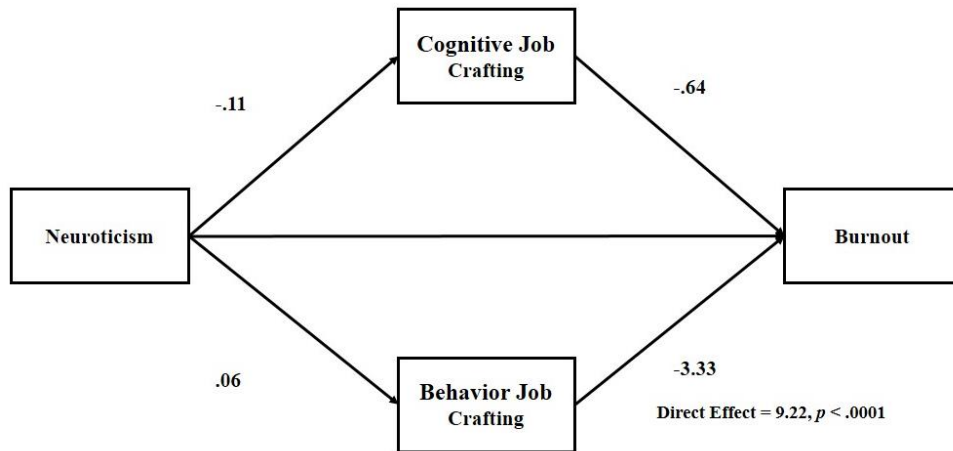 Cognitive Job
Crafting
-.11
-.64
Neuroticism
Burnout
.06
Behavior Job
Crafting
-3.33
Direct Effect = 9.22, p < .0001